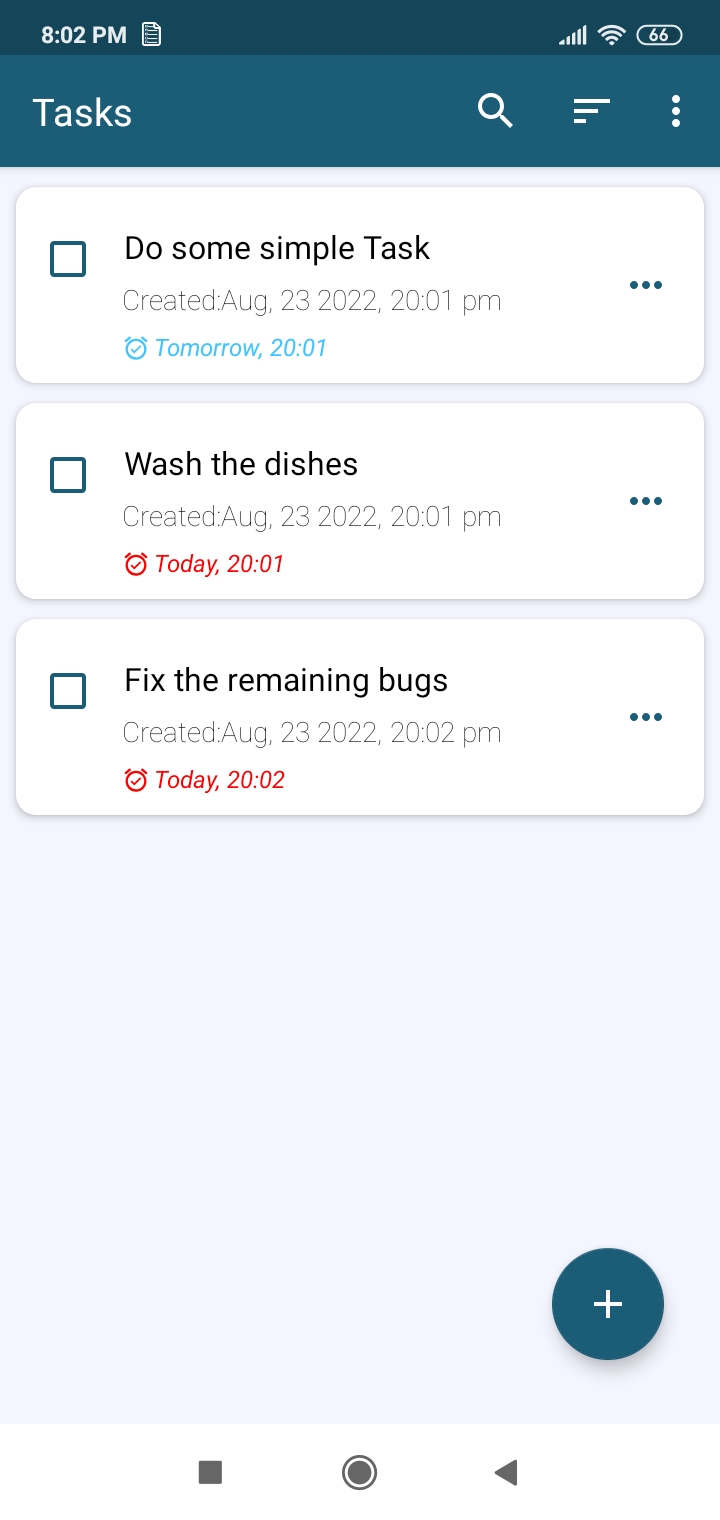 8:02 PM 66
Tasks
Do some simple Task
Created:Aug, 23 2022, 20:01 pm
Tomorrow, 20:01
Wash the dishes
Created:Aug, 23 2022, 20:01 pm
Today, 20:01
Fix the remaining bugs
Created:Aug, 23 2022, 20:02 pm
Today, 20:02